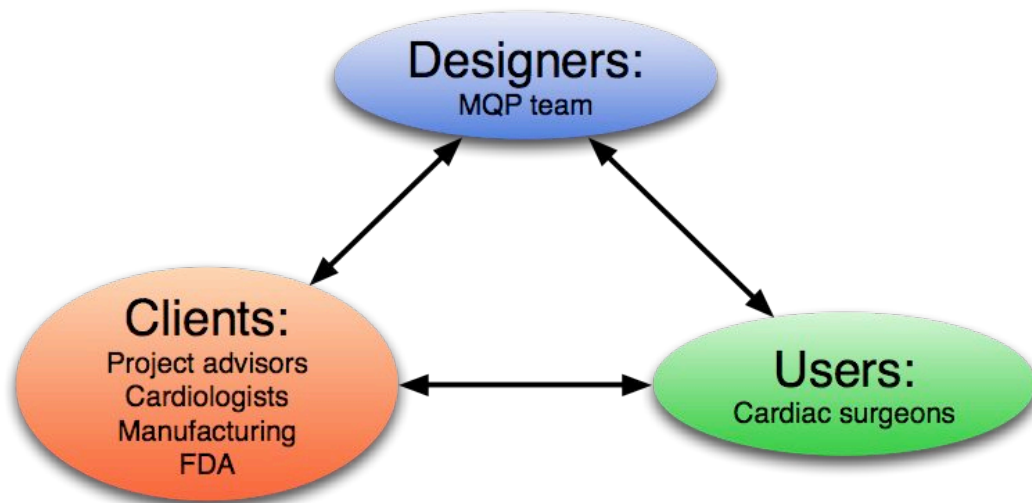 Designers:
MQP team
Clients:
Project advisors
Cardiologists
Manufacturing
FDA
Users:
Cardiac surgeons